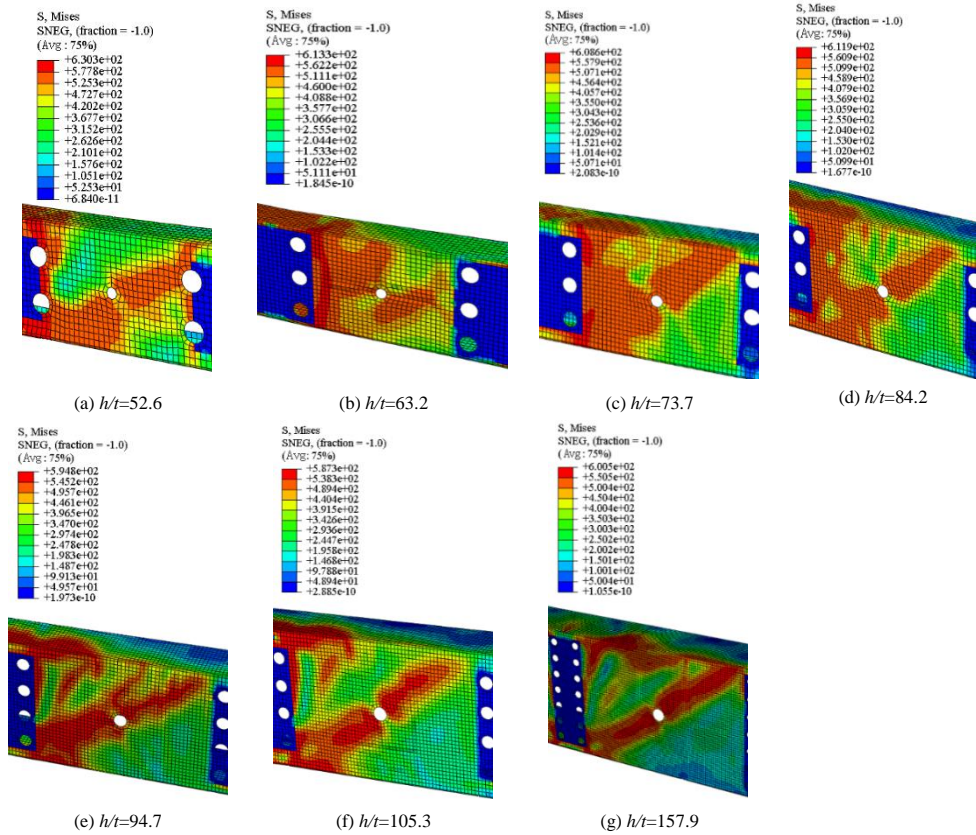 S, Mises
SNEG, (fraction = -1.0)
(Avg: 75%)
+6.303e+02
+5.778e+02
+5.253e+02
+4.727e+02
+4.202e+02
+3.677e+02
+3.152e+02
+2.626e+02
+2.101e+02
+1.576e+02
+1.051e+02
+5.253e+01
+6.840e-11
(a) h/t=52.6
S, Mises
SNEG, (fraction = -1.0)
(Avg: 75%)
+6.133e+02
+5.622e+02
+5.111e+02
+4.600e+02
+4.088e+02
+3.577e+02
+3.066e+02
+2.555e+02
+2.044e+02
+1.533e+02
+1.022e+02
+5.111e+01
+1.845e-10
(b) h/t=63.2
S, Mises
SNEG, (fraction = -1.0)
(Avg: 75%)
+6.086e+02
+5.579e+02
+5.071e+02
+4.564e+02
+4.057e+02
+3.550e+02
+3.043e+02
+2.536e+02
+2.029e+02
+1.521e+02
+1.014e+02
+5.071e+01
+2.083e-10
(c) h/t=73.7
S, Mises
SNEG, (fraction = -1.0)
(Avg: 75%)
+6.119e+02
+5.609e+02
+5.099e+02
+4.589e+02
+4.079e+02
+3.569e+02
+3.059e+02
+2.550e+02
+2.040e+02
+1.530e+02
+1.020e+02
+5.099e+01
+1.677e-10
(d) h/t=84.2
S, Mises
SNEG, (fraction = -1.0)
(Avg: 75%)
+5.948e+02
+5.452e+02
+4.957e+02
+4.461e+02
+3.965e+02
+3.470e+02
+2.974e+02
+2.478e+02
+1.983e+02
+1.487e+02
+9.913e+01
+4.957e+01
+1.973e-10
(e) h/t=94.7
S, Mises
SNEG, (fraction = -1.0)
(Avg: 75%)
+5.873e+02
+5.383e+02
+4.894e+02
+4.404e+02
+3.915e+02
+3.426e+02
+2.936e+02
+2.447e+02
+1.958e+02
+1.468e+02
+9.788e+01
+4.894e+01
+2.885e-10
(f) h/t=105.3
S, Mises
SNEG, (fraction = -1.0)
(Avg: 75%)
+6.005e+02
+5.505e+02
+5.004e+02
+4.504e+02
+4.004e+02
+3.503e+02
+3.003e+02
+2.502e+02
+2.002e+02
+1.501e+02
+1.001e+02
+5.004e+01
+1.055e-10
(g) h/t=157.9